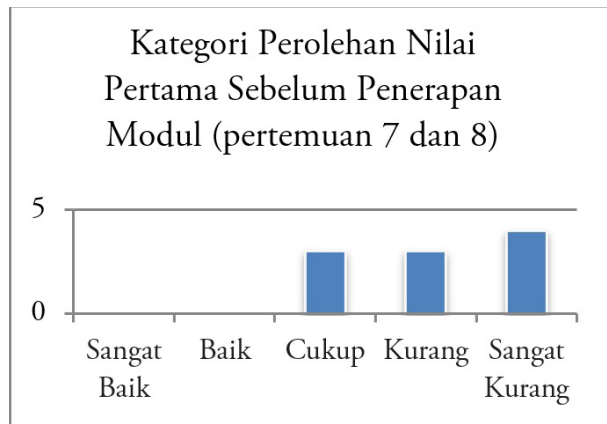 Kategori Perolehan Nilai
Pertama Sebelum Penerapan
Modul (pertemuan 7 dan 8)
5
0
Sangat Baik
Baik
Cukup
Kurang
Sangat Kurang